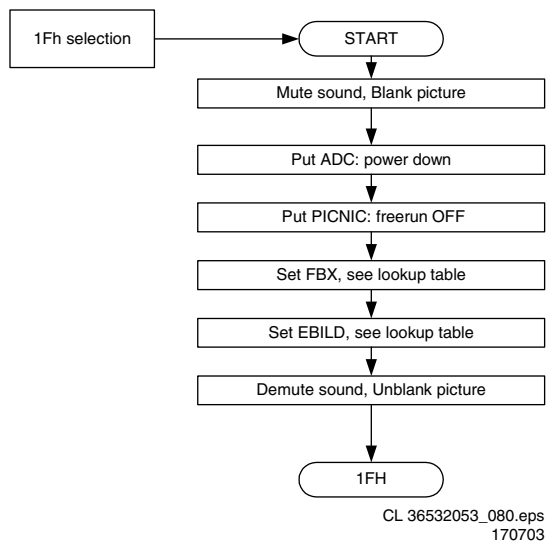 1Fh selection
START
Mute sound, Blank picture
Put ADC: power down
Put PICNIC: freerun OFF
Set FBX, see lookup table
Set EBILD, see lookup table
Demute sound, Unblank picture
1FH
CL 36532053_080.eps
170703